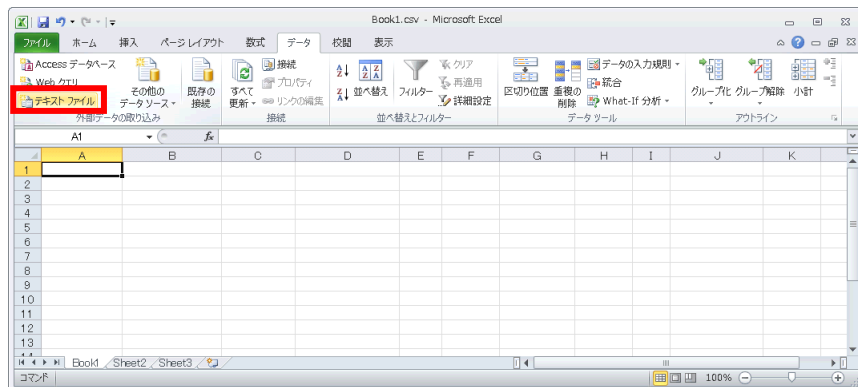 Book1.csv - Microsoft Excel
ファイル ホーム 挿入 ページ レイアウト 数式 データ 校閲 表示
Access データベース
Web クエリ
テキスト ファイル
その他の
データ ソース
既存の
接続
外部データの取り込み
すべて
更新
接続
プロパティ
リンクの編集
接続
並べ替え
フィルター
クリア
再適用
詳細設定
並べ替えとフィルター
区切り位置
重複の
削除
データの入力規則
統合
What-If 分析
データ ツール
グループ化
グループ解除
小計
アウトライン
A1 fx
A B C D E F G H I J K
1
2
3
4
5
6
7
8
9
10
11
12
13
Book1 Sheet2 Sheet3
コマンド 100%